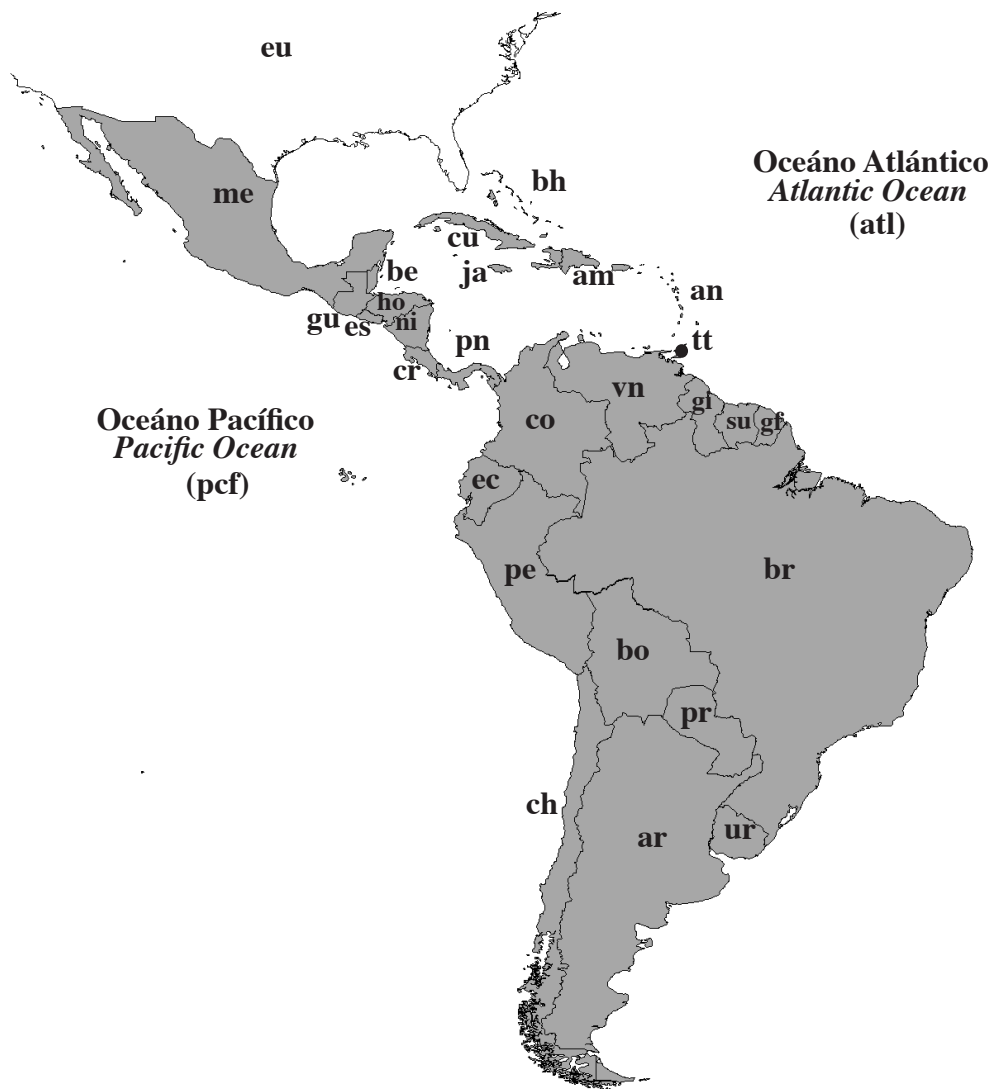 eu
Oceáno Atlántico
Atlantic Ocean
(atl)
bh
me
cu
be
ja
am
an
ho
gu
es
ni
pn
tt
cr
vn
gl
Oceáno Pacífico
Pacific Ocean
(pcf)
co
su
gf
ec
pe
br
bo
pr
ch
ar
ur